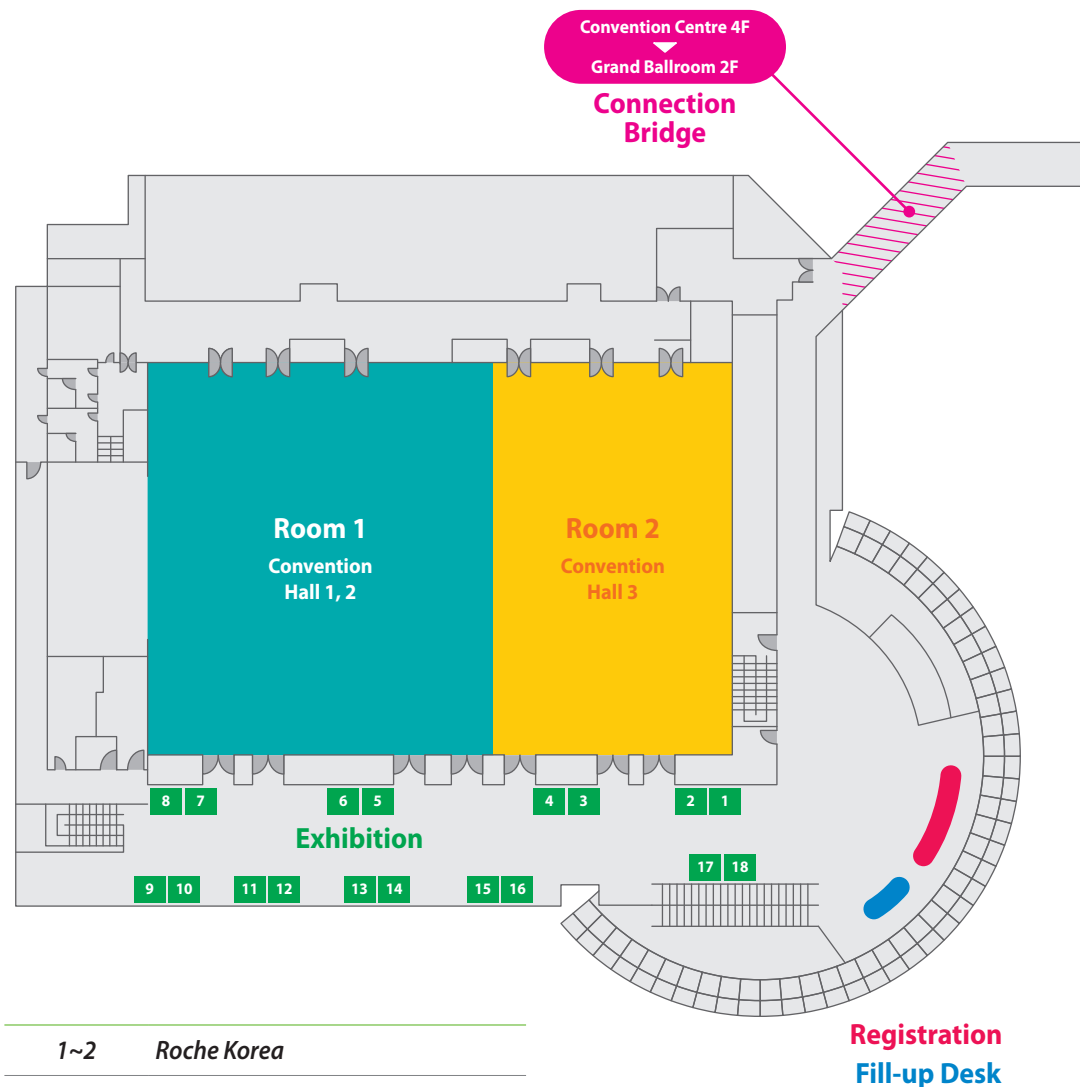 Convention Centre 4F
Grand Ballroom 2F
Connection
Bridge
Room 1
Convention
Hall 1, 2
Room 2
Convention
Hall 3
8 7
6 5
4 3
2 1
Exhibition
17 18
9 10
11 12
13 14
15 16
Registration
Fill-up Desk
1~2 Roche Korea